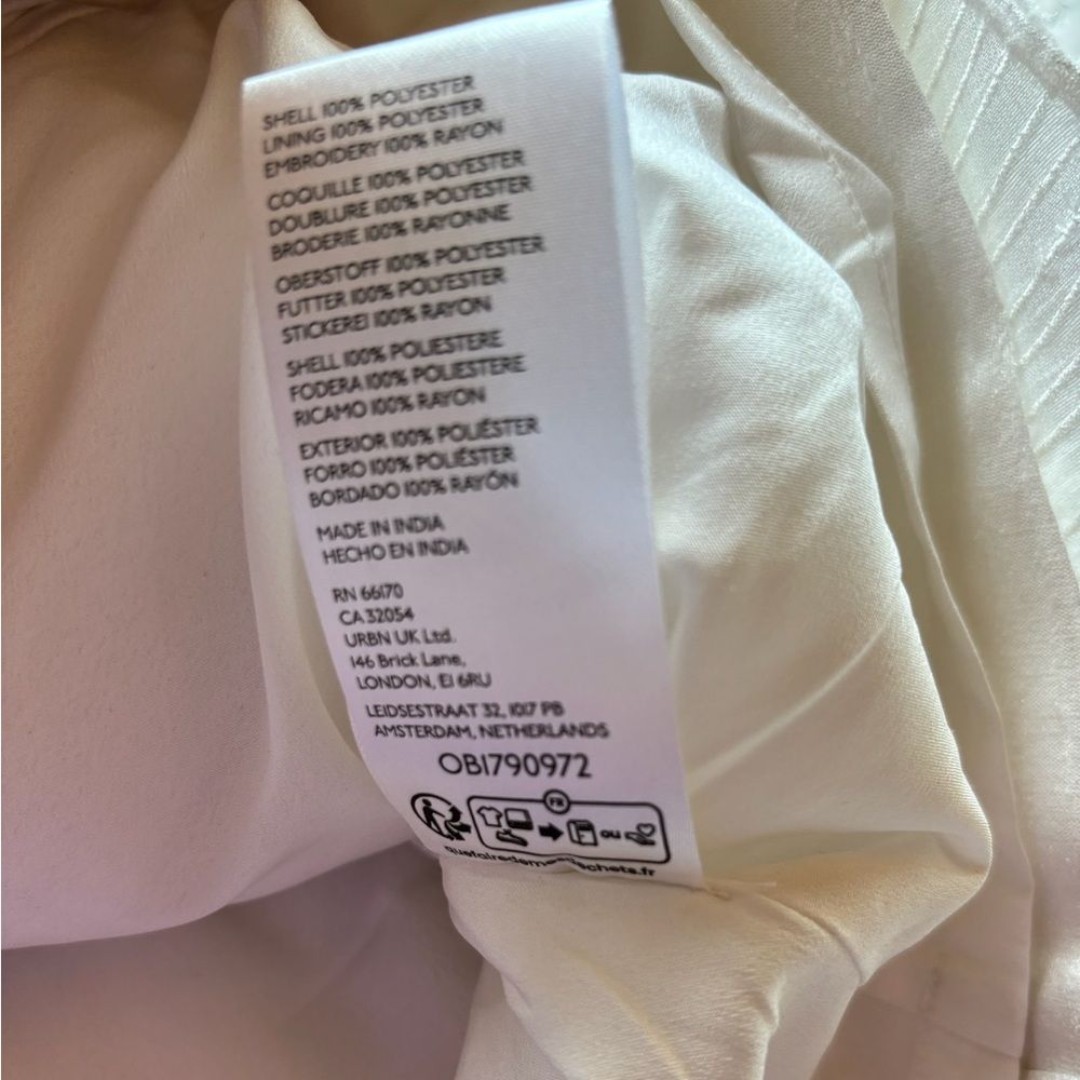 SHELL 100% POLYESTER
LINING 100% POLYESTER
EMBROIDERY 100% RAYON
COQUILLE 100% POLYESTER
DOUBLURE 100% POLYESTER
BRODERIE 100% RAYONNE
OBERSTOFF 100% POLYESTER
FUTTER 100% POLYESTER
STICKEREI 100% RAYON
SHELL 100% POLIESTERE
FODERA 100% POLIESTERE
RICAMO 100% RAYON
EXTERIOR 100% POLIÉSTER
FORRO 100% POLIÉSTER
BORDADO 100% RAYÓN
MADE IN INDIA
HECHO EN INDIA
RN 66170
CA 32054
URBN UK Ltd.
146 Brick Lane,
LONDON, E1 6RU
LEIDSESTRAAT 32, 1017 PB
AMSTERDAM, NETHERLANDS
OB1790972
FR
ou